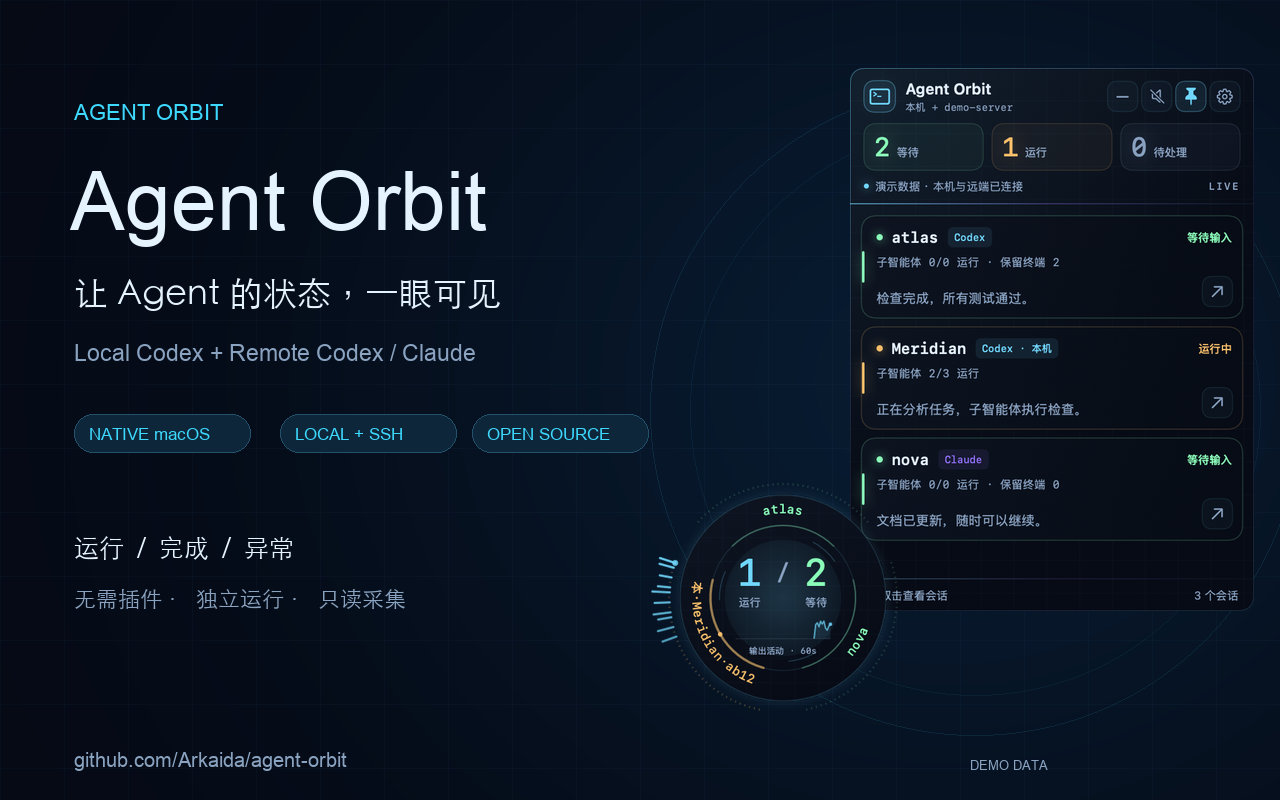 AGENT ORBIT
Agent Orbit
让 Agent 的状态，一眼可见
Local Codex + Remote Codex / Claude
NATIVE macOS
LOCAL + SSH
OPEN SOURCE
运行 / 完成 / 异常
无需插件 · 独立运行 · 只读采集
github.com/Arkaida/agent-orbit
Agent Orbit
本机 + demo-server
2 等待
1 运行
0 待处理
演示数据 · 本机与远端已连接
LIVE
atlas Codex 等待输入
子智能体 0/0 运行 · 保留终端 2
检查完成，所有测试通过。
Meridian Codex · 本机 运行中
子智能体 2/3 运行
正在分析任务，子智能体执行检查。
nova Claude 等待输入
子智能体 0/0 运行 · 保留终端 0
文档已更新，随时可以继续。
双击查看会话
3 个会话
atlas
1 / 2
运行 等待
输出活动 · 60s
本·Meridian·ab12
nova
DEMO DATA